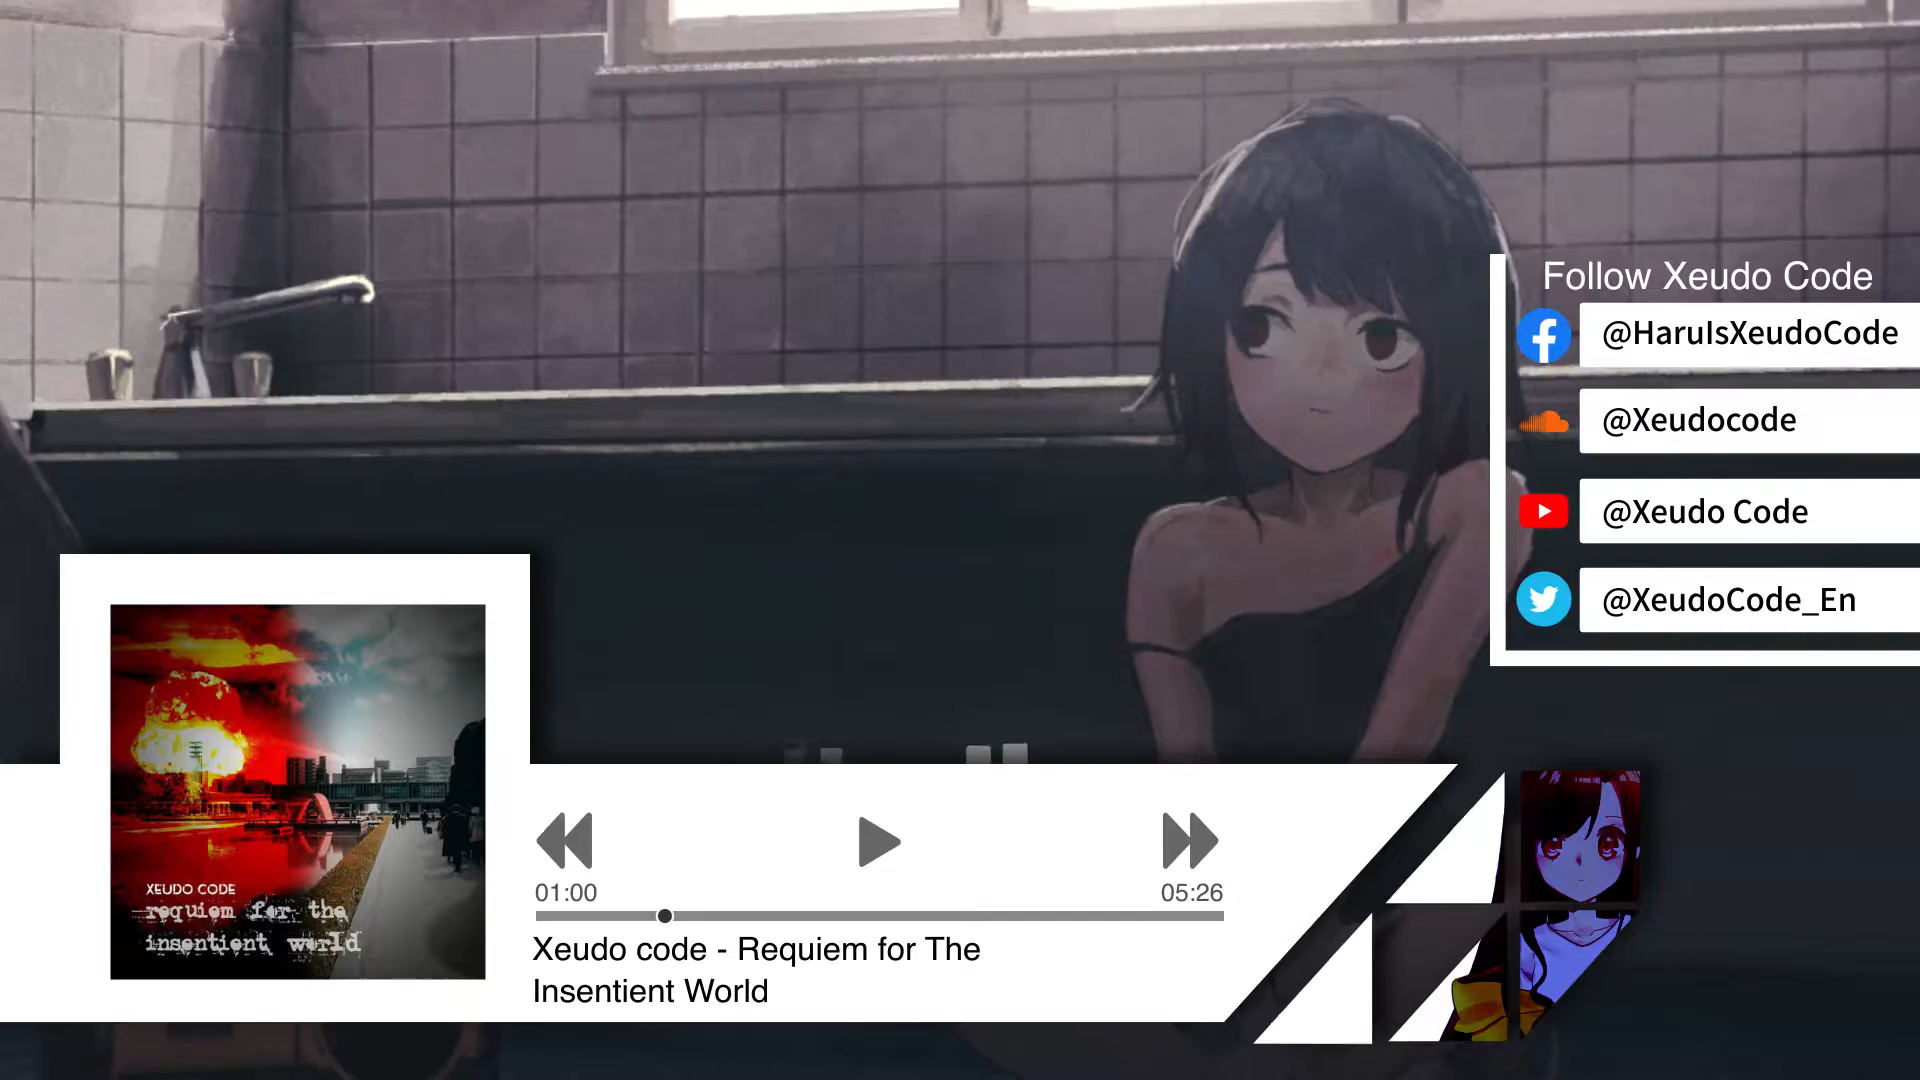 Follow Xeudo Code
@HaruIsXeudoCode
@Xeudocode
@Xeudo Code
@XeudoCode_En
XEUDO CODE
requiem for the
insentient world
01:00
05:26
Xeudo code - Requiem for The
Insentient World